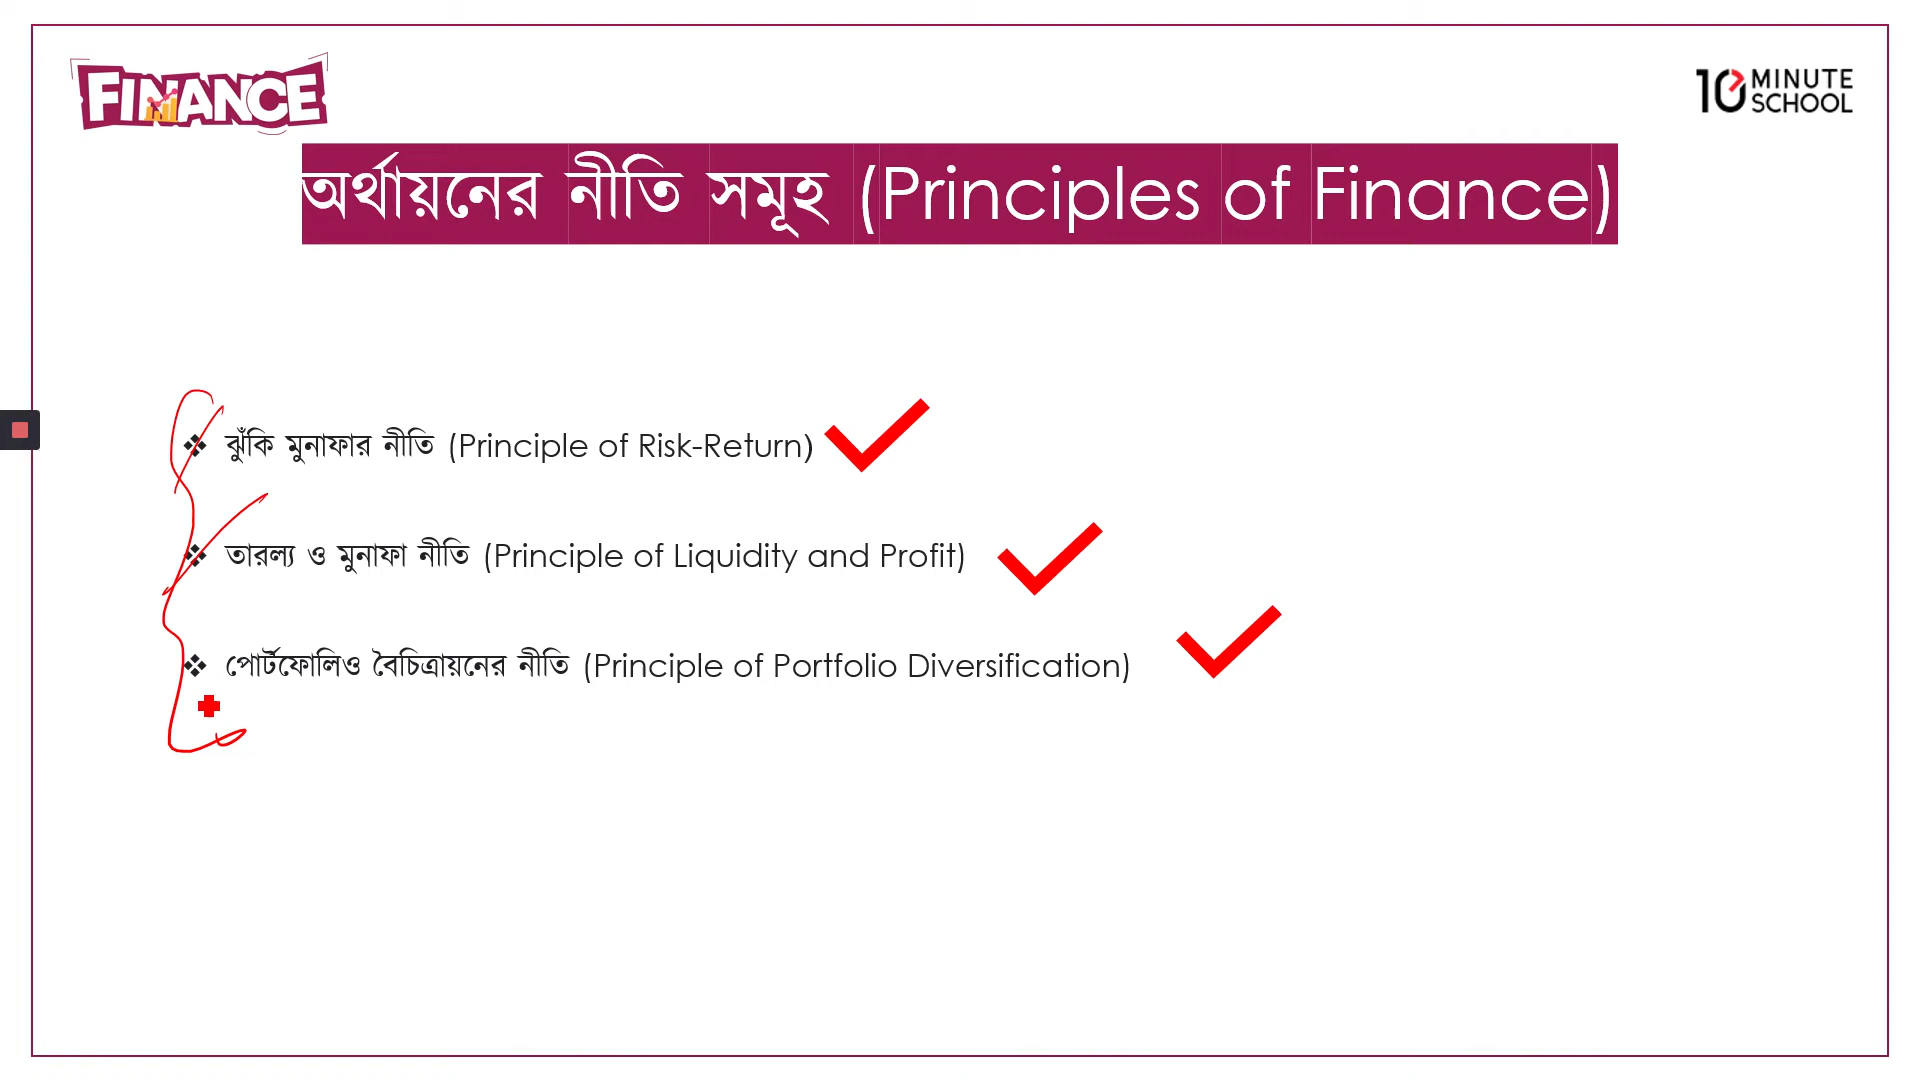 FINANCE
10 MINUTE SCHOOL
অর্থায়নের নীতি সমূহ (Principles of Finance)
❖ ঝুঁকি মুনাফার নীতি (Principle of Risk-Return)
❖ তারল্য ও মুনাফা নীতি (Principle of Liquidity and Profit)
❖ পোর্টফোলিও বৈচিত্রায়নের নীতি (Principle of Portfolio Diversification)